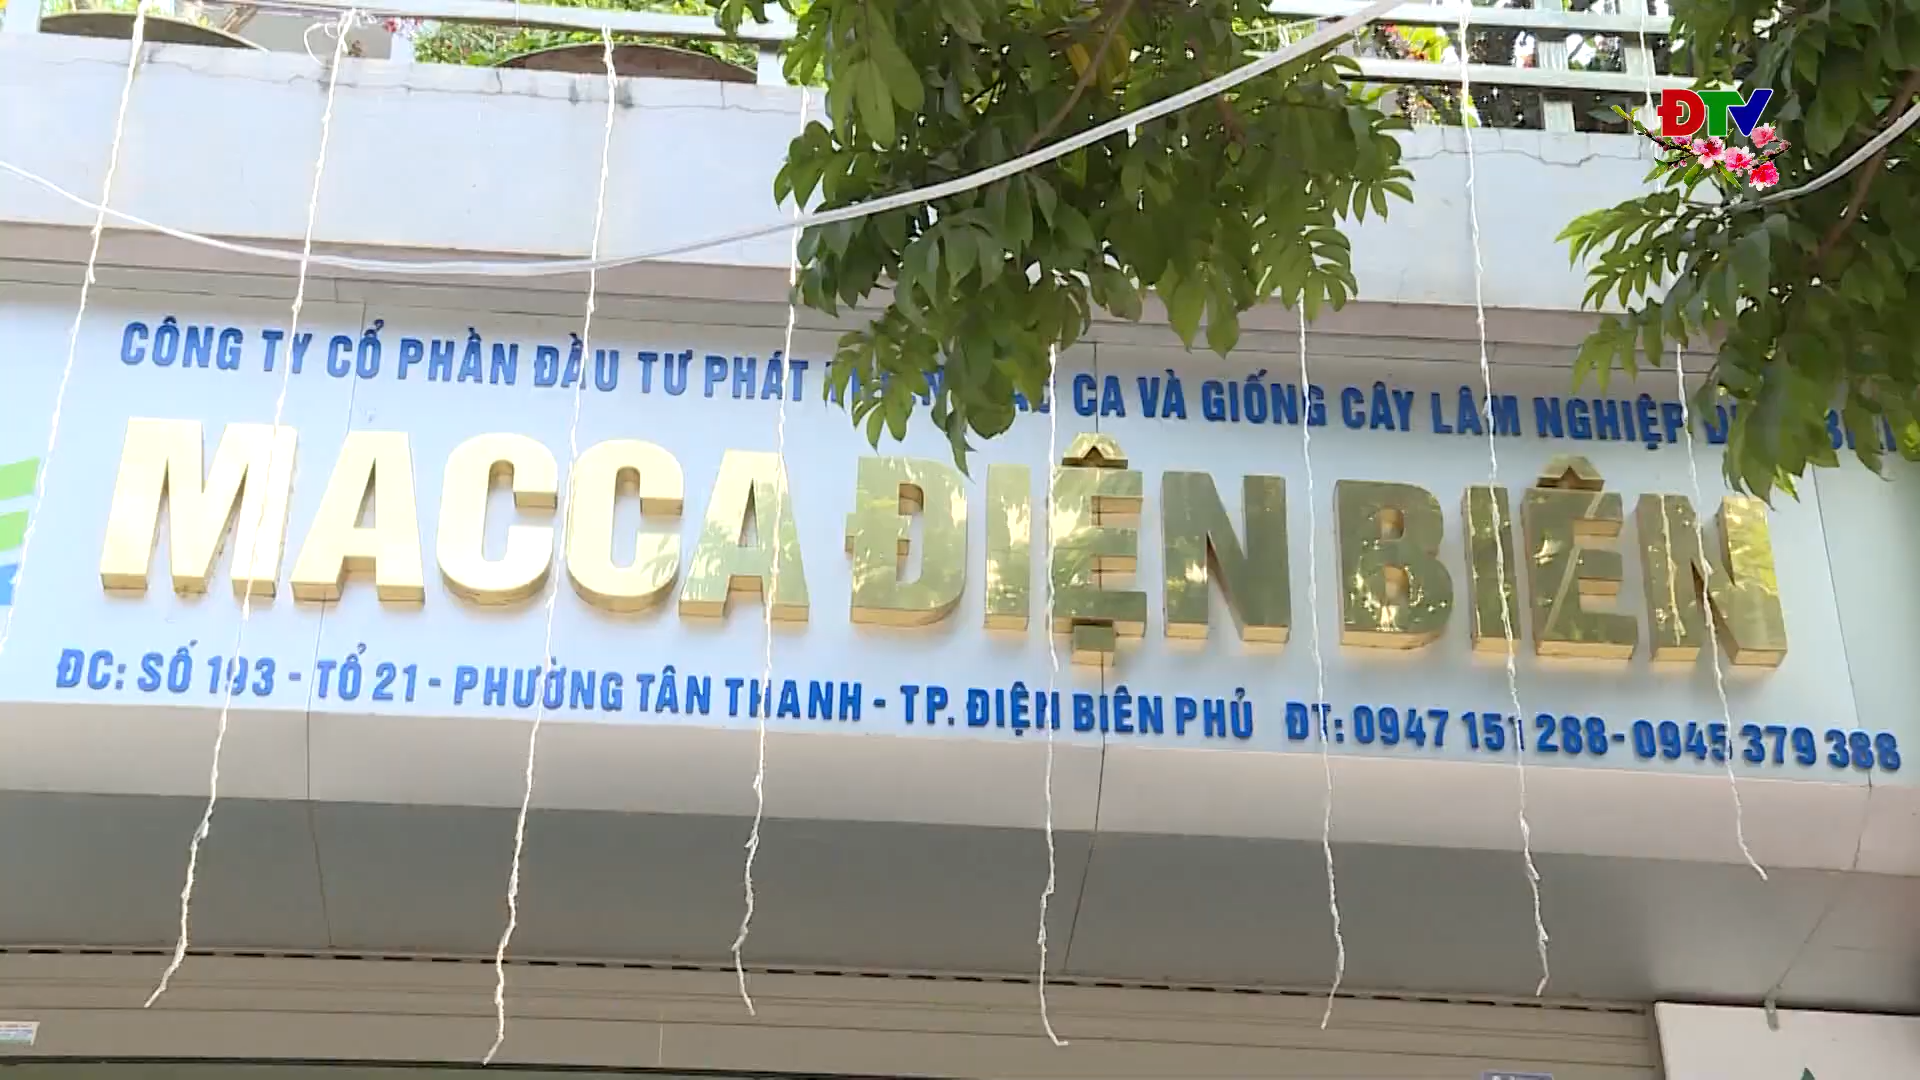 ĐTV
CÔNG TY CỔ PHẦN ĐẦU TƯ PHÁT CA VÀ GIỐNG CÂY LÂM NGHIỆP
MACCA ĐIỆN BIÊN
ĐC: SỐ 193 - TỔ 21 - PHƯỜNG TÂN THANH - TP. ĐIỆN BIÊN PHỦ ĐT: 0947 151 288 - 0945 379 388